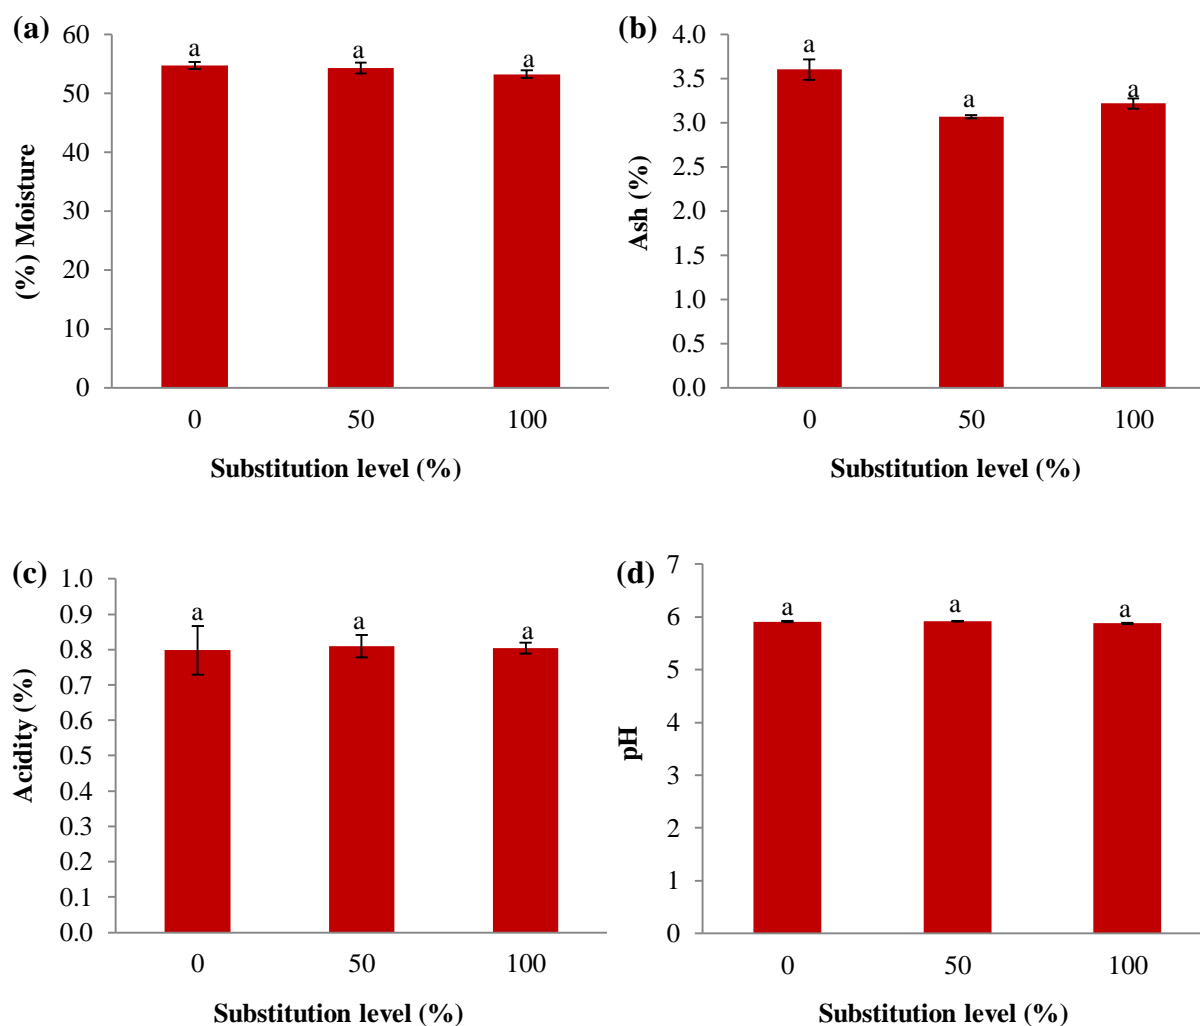 (a)
60
50
40
30
20
10
0
(%) Moisture
a
a
a
0 50 100
Substitution level (%)
(b)
4.0
3.5
3.0
2.5
2.0
1.5
1.0
0.5
0.0
Ash (%)
a
a
a
0 50 100
Substitution level (%)
(c)
1.0
0.9
0.8
0.7
0.6
0.5
0.4
0.3
0.2
0.1
0.0
Acidity (%)
a
a
a
0 50 100
Substitution level (%)
(d)
7
6
5
4
3
2
1
0
pH
a
a
a
0 50 100
Substitution level (%)